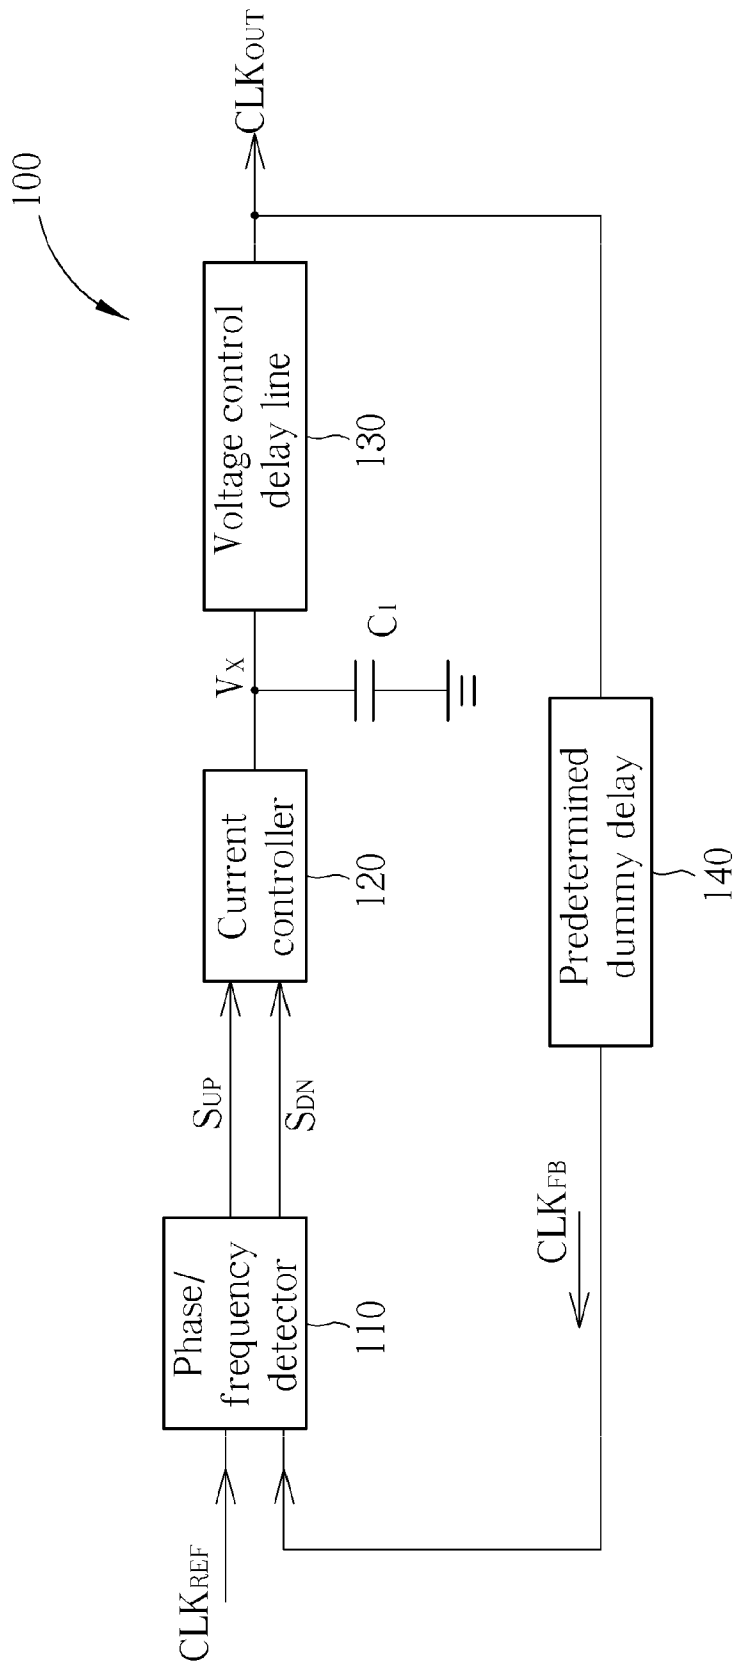 100
CLKREF
Phase/
frequency
detector
110
SUP
SDN
Current
controller
120
VX
C1
Voltage control
delay line
130
CLKOUT
CLKFB
Predetermined
dummy delay
140